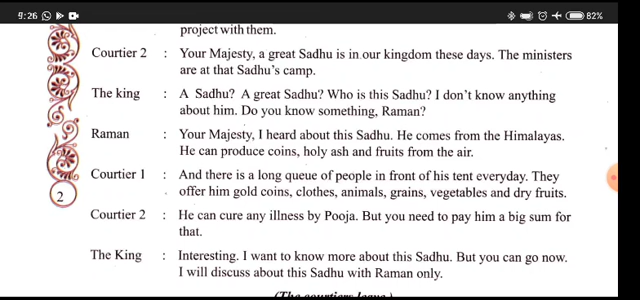 9:26 82%
project with them.
Courtier 2 : Your Majesty, a great Sadhu is in our kingdom these days. The ministers
are at that Sadhu's camp.
The king : A Sadhu? A great Sadhu? Who is this Sadhu? I don't know anything
about him. Do you know something, Raman?
Raman : Your Majesty, I heard about this Sadhu. He comes from the Himalayas.
He can produce coins, holy ash and fruits from the air.
Courtier 1 : And there is a long queue of people in front of his tent everyday. They
offer him gold coins, clothes, animals, grains, vegetables and dry fruits.
2
Courtier 2 : He can cure any illness by Pooja. But you need to pay him a big sum for
that.
The King : Interesting. I want to know more about this Sadhu. But you can go now.
I will discuss about this Sadhu with Raman only.
(The courtiers leave.)